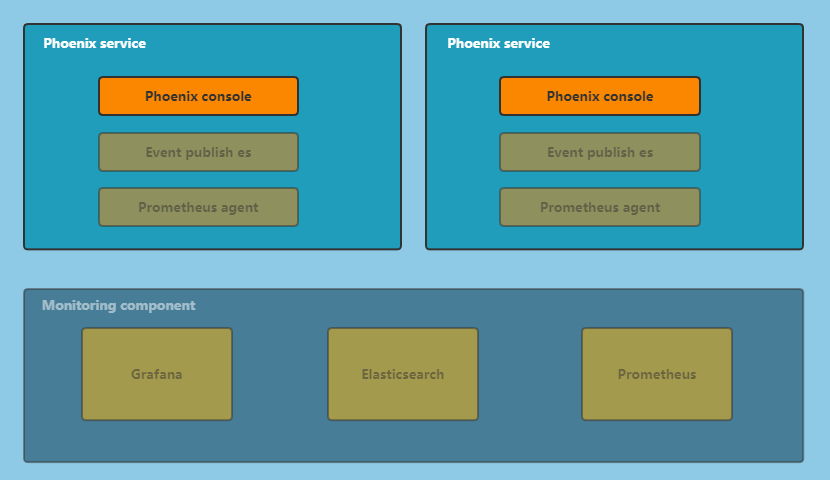 Phoenix service
Phoenix service
Phoenix console
Phoenix console
Event publish es
Event publish es
Prometheus agent
Prometheus agent
Monitoring component
Grafana
Elasticsearch
Prometheus